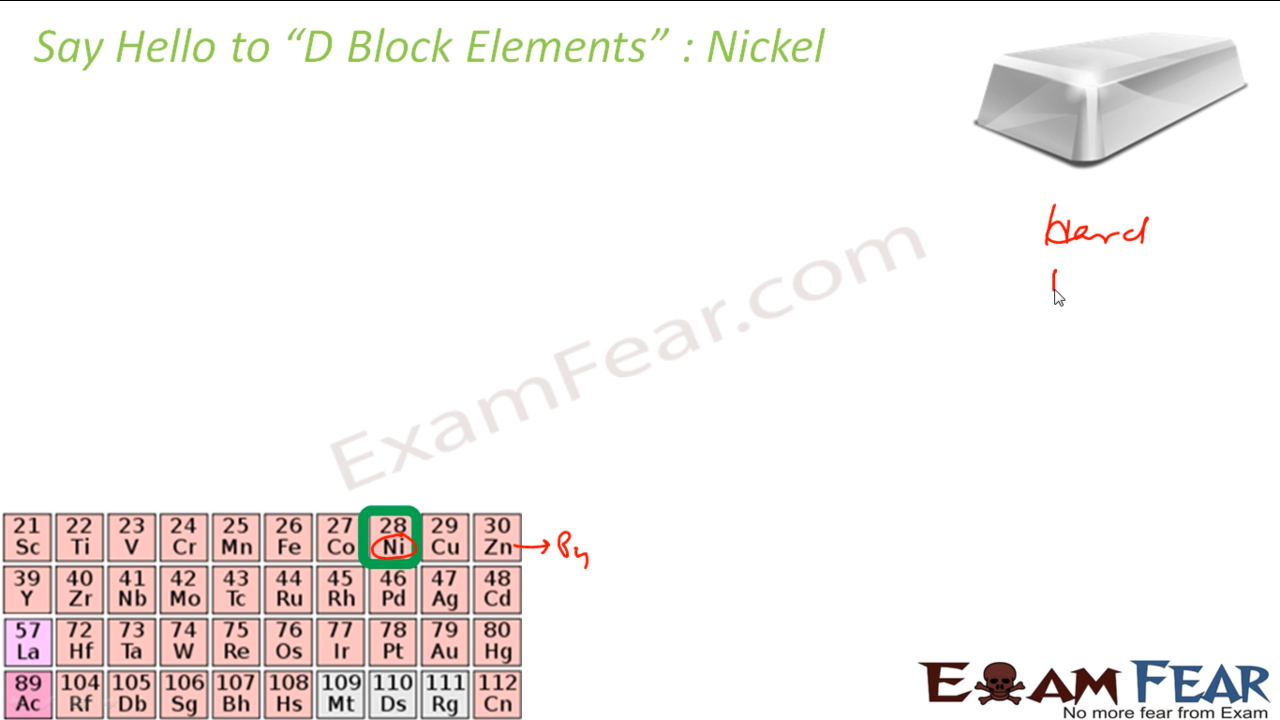 Say Hello to “D Block Elements” : Nickel
Hard
ExamFear.com
21 22 23 24 25 26 27 28 29 30
Sc Ti V Cr Mn Fe Co Ni Cu Zn
39 40 41 42 43 44 45 46 47 48
Y Zr Nb Mo Tc Ru Rh Pd Ag Cd
57 72 73 74 75 76 77 78 79 80
La Hf Ta W Re Os Ir Pt Au Hg
89 104 105 106 107 108 109 110 111 112
Ac Rf Db Sg Bh Hs Mt Ds Rg Cn
EXAM FEAR
No more fear from Exam